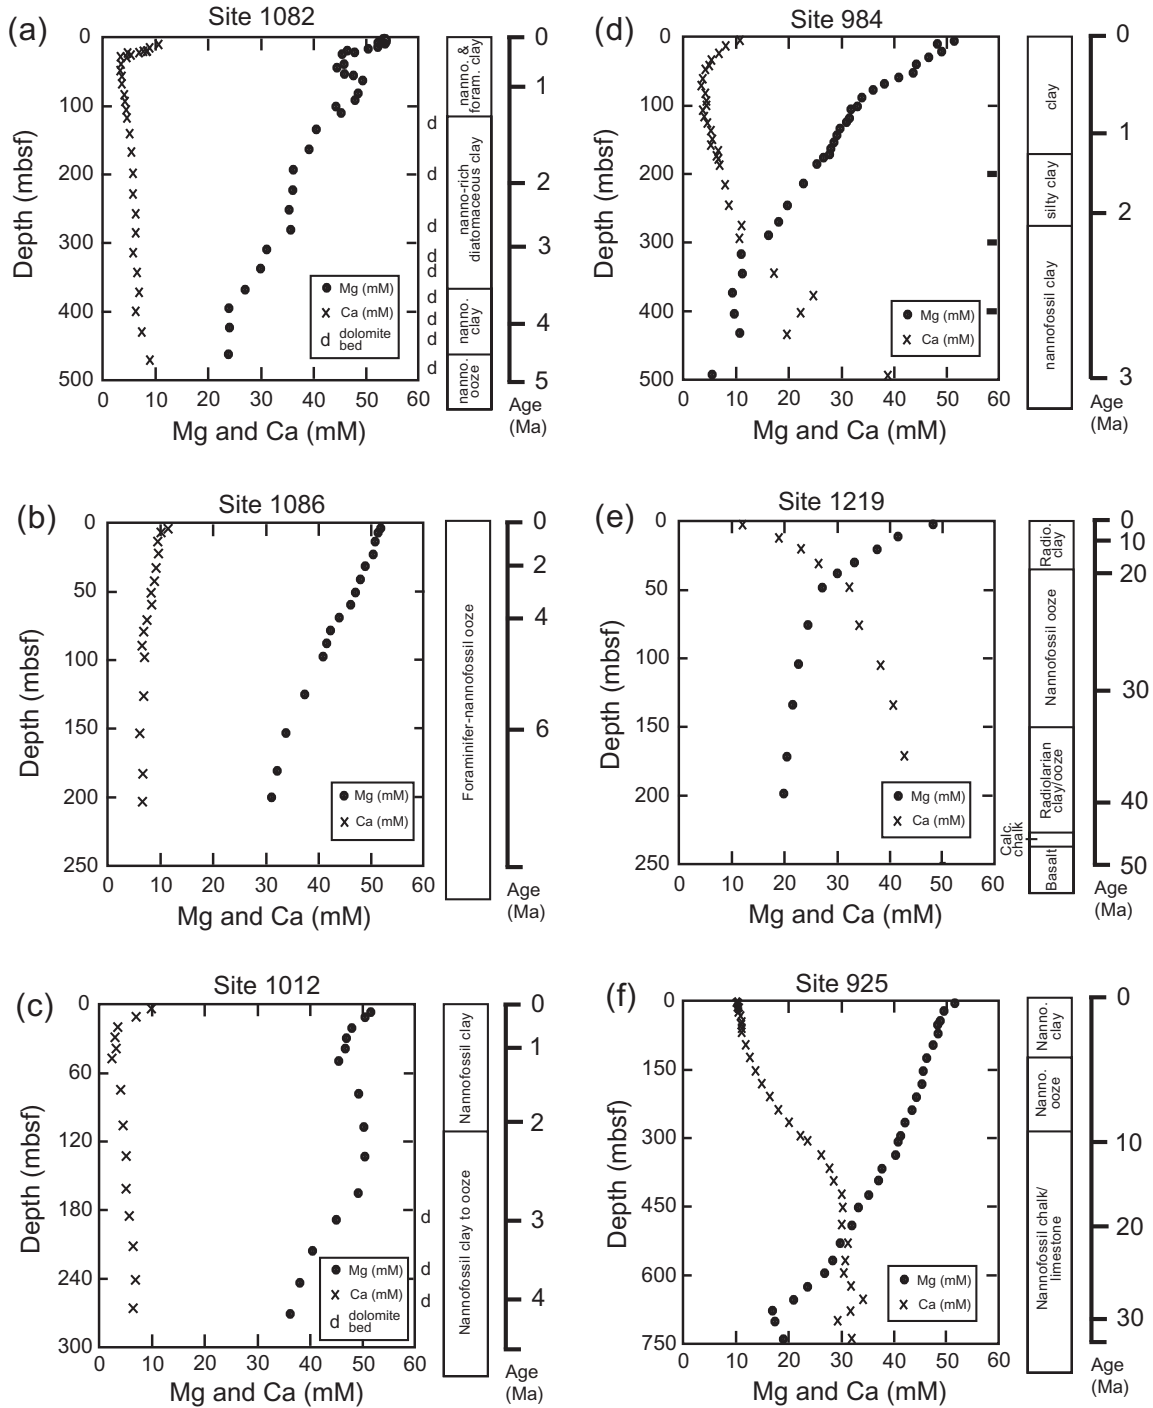 (a)
Site 1082
0
100
200
300
400
500
Depth (mbsf)
0 10 20 30 40 50 60
Mg and Ca (mM)
Mg (mM)
Ca (mM)
d dolomite
bed
d
d
d
d
d
d
d
d
d
nanno. &
foram. clay
nanno-rich
diatomaceous clay
nanno.
clay
nanno.
ooze
0
1
2
3
4
5
Age
(Ma)
(d)
Site 984
0
100
200
300
400
500
Depth (mbsf)
0 10 20 30 40 50 60
Mg and Ca (mM)
Mg (mM)
Ca (mM)
clay
silty clay
nannofossil clay
0
1
2
3
Age
(Ma)
(b)
Site 1086
0
50
100
150
200
250
Depth (mbsf)
0 10 20 30 40 50 60
Mg and Ca (mM)
Mg (mM)
Ca (mM)
Foraminifer-nannofossil ooze
0
2
4
6
Age
(Ma)
(e)
Site 1219
0
50
100
150
200
250
Depth (mbsf)
0 10 20 30 40 50 60
Mg and Ca (mM)
Mg (mM)
Ca (mM)
Radio.
clay
Nannofossil ooze
Radiolarian
clay/ooze
Calc.
chalk
Basalt
0
10
20
30
40
50
Age
(Ma)
(c)
Site 1012
0
60
120
180
240
300
Depth (mbsf)
0 10 20 30 40 50 60
Mg and Ca (mM)
Mg (mM)
Ca (mM)
d dolomite
bed
d
d
d
Nannofossil clay
Nannofossil clay to ooze
0
1
2
3
4
Age
(Ma)
(f)
Site 925
0
150
300
450
600
750
Depth (mbsf)
0 10 20 30 40 50 60
Mg and Ca (mM)
Mg (mM)
Ca (mM)
Nanno.
clay
Nanno.
ooze
Nannofossil chalk/
limestone
0
10
20
30
Age
(Ma)